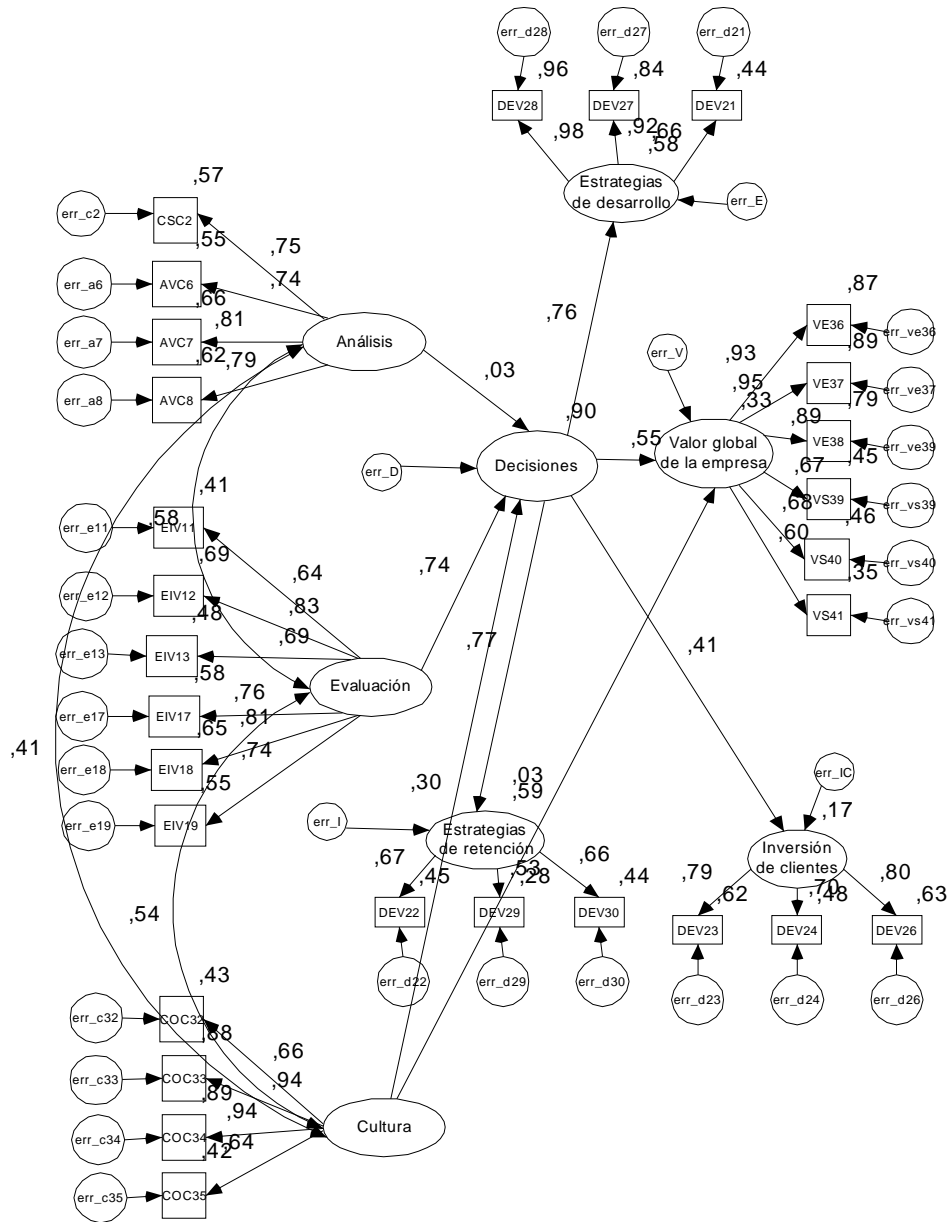 err_d28
err_d27
err_d21
,96
,84
,44
DEV28
DEV27
DEV21
,98
,92
,66
,58
Estrategias
de desarrollo
err_E
,57
err_c2
CSC2
,55
,75
err_a6
AVC6
,74
,66
err_a7
AVC7
,81
,62
,79
err_a8
AVC8
Análisis
,03
,76
,90
Decisiones
err_D
,55
err_V
,33
Valor global
de la empresa
,87
VE36
err_ve36
,93
,89
VE37
err_ve37
,95
,79
VE38
err_ve39
,89
,45
VS39
err_vs39
,67
,46
VS40
err_vs40
,68
,35
VS41
err_vs41
,60
,41
err_e11
,58
EIV11
,69
,64
err_e12
EIV12
,83
,48
err_e13
EIV13
,69
,58
err_e17
EIV17
,76
,65
err_e18
EIV18
,81
,55
err_e19
EIV19
,74
Evaluación
,74
,77
,41
,41
,30
,03
,59
err_I
Estrategias
de retención
,67
,45
,53
,28
,66
,44
DEV22
DEV29
DEV30
err_d22
err_d29
err_d30
err_IC
,17
Inversión
de clientes
,79
,62
,70
,48
,80
,63
DEV23
DEV24
DEV26
err_d23
err_d24
err_d26
,54
,43
err_c32
COC32
,88
,66
err_c33
COC33
,94
,89
err_c34
COC34
,94
,42
,64
err_c35
COC35
Cultura